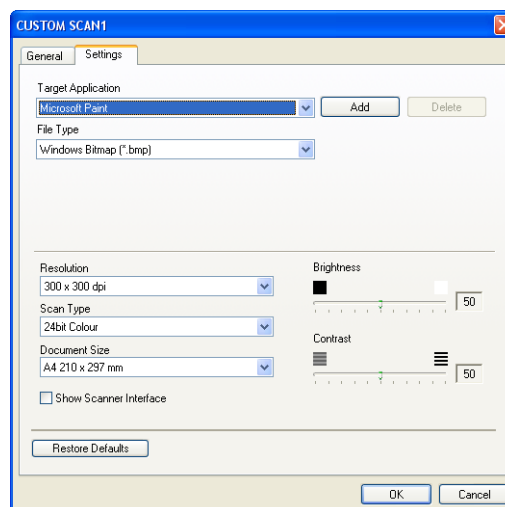 CUSTOM SCAN1
General Settings
Target Application
Microsoft Paint Add Delete
File Type
Windows Bitmap (*.bmp)
Resolution Brightness
300 x 300 dpi
50
Scan Type
24bit Colour
Contrast
Document Size
A4 210 x 297 mm
50
Show Scanner Interface
Restore Defaults
OK Cancel